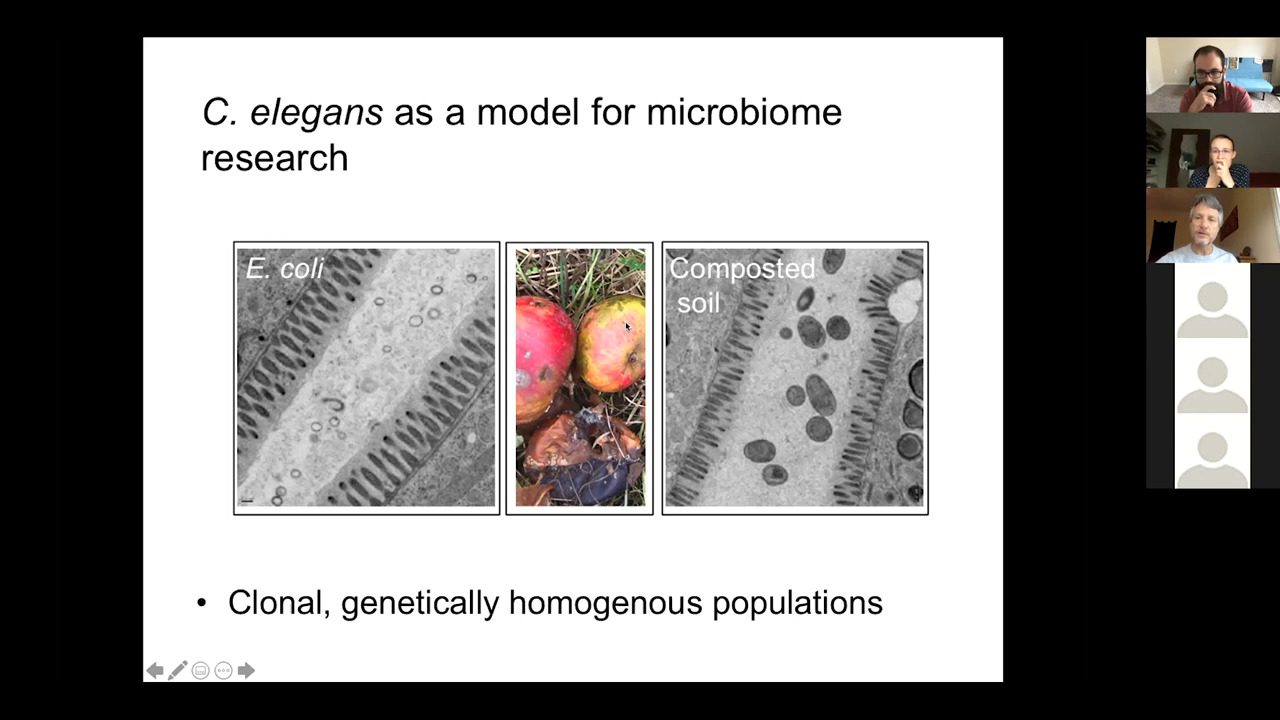 C. elegans as a model for microbiome
research
E. coli
Composted
soil
• Clonal, genetically homogenous populations